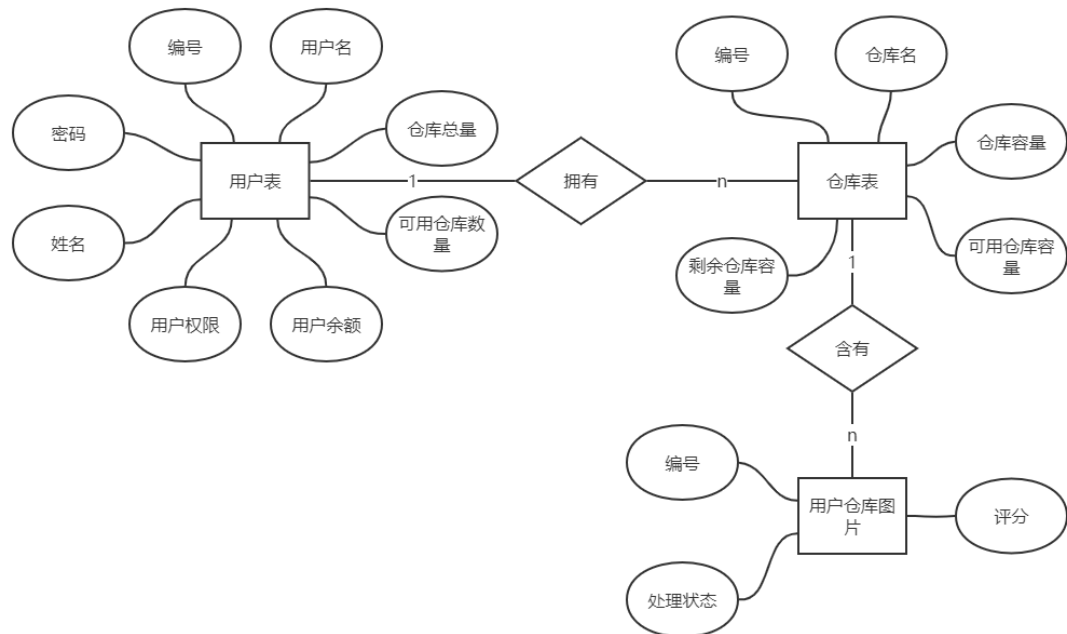 编号
用户名
编号
仓库名
密码
仓库总量
仓库容量
用户表
1
拥有
n
仓库表
姓名
可用仓库数
量
剩余仓库容
量
1
可用仓库容
量
用户权限
用户余额
含有
n
编号
用户仓库图
片
评分
处理状态